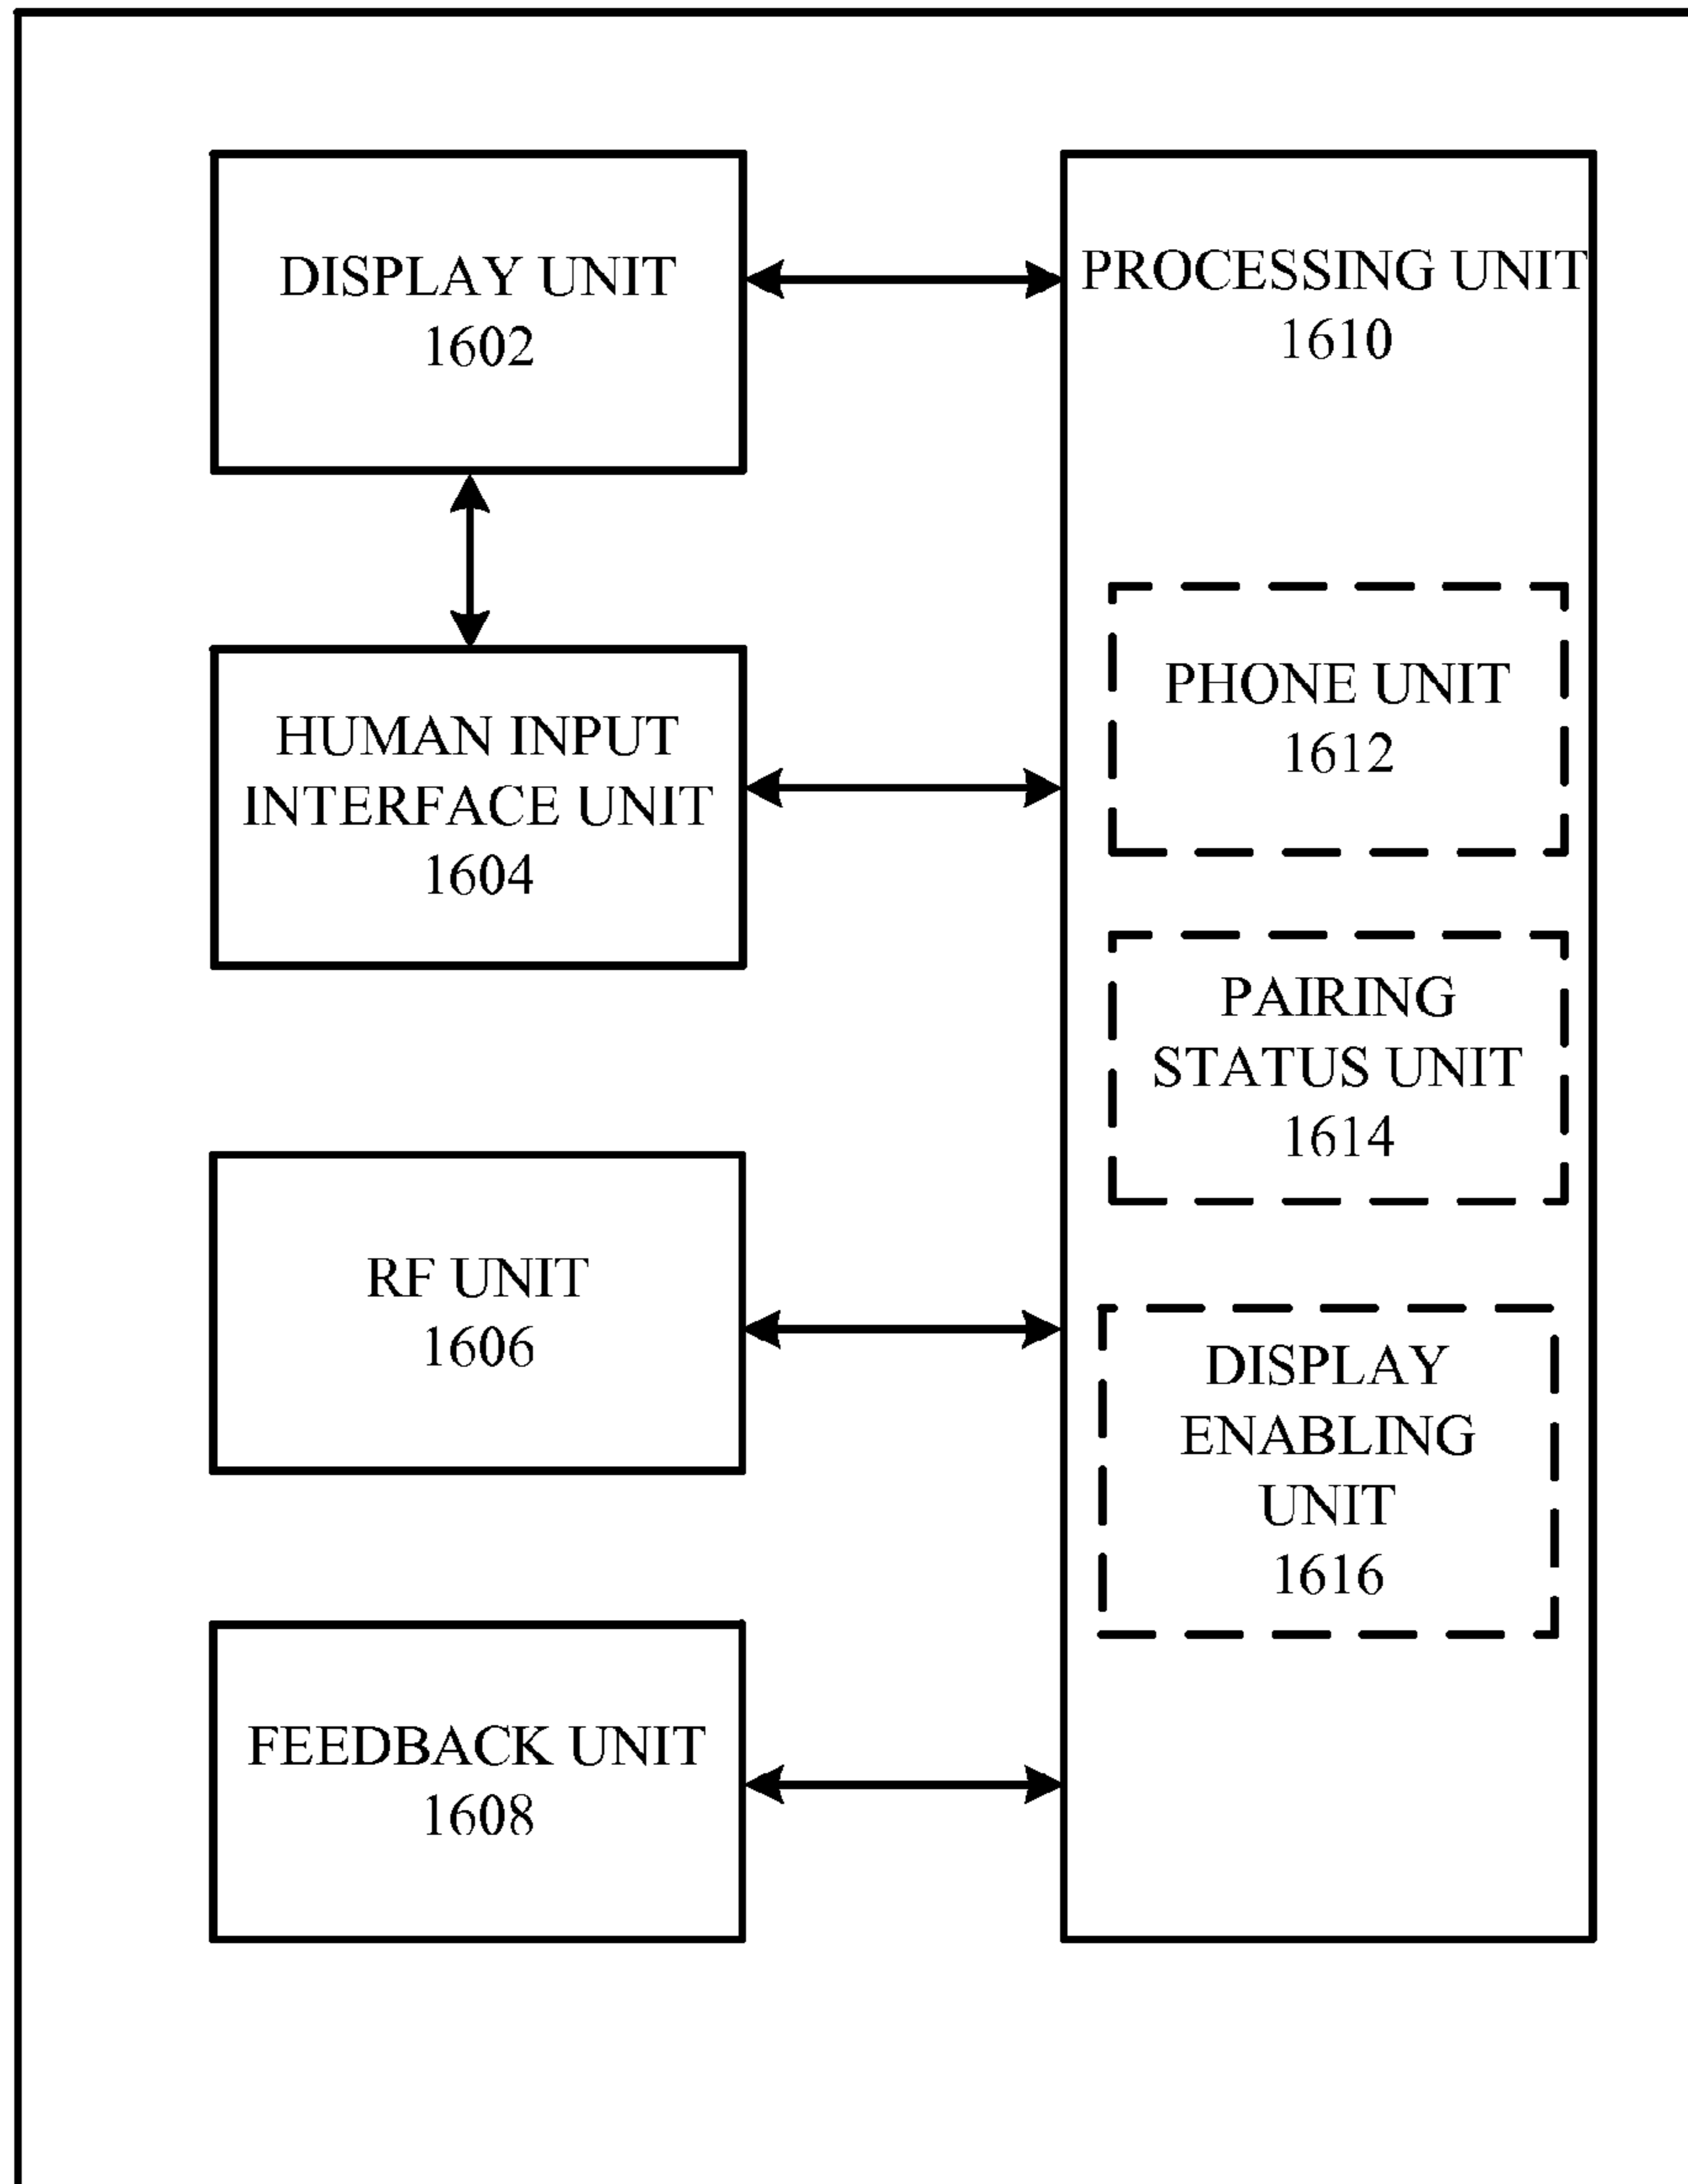 DISPLAY UNIT
1602
HUMAN INPUT
INTERFACE UNIT
1604
RF UNIT
1606
FEEDBACK UNIT
1608
PROCESSING UNIT
1610
PHONE UNIT
1612
PAIRING
STATUS UNIT
1614
DISPLAY
ENABLING
UNIT
1616